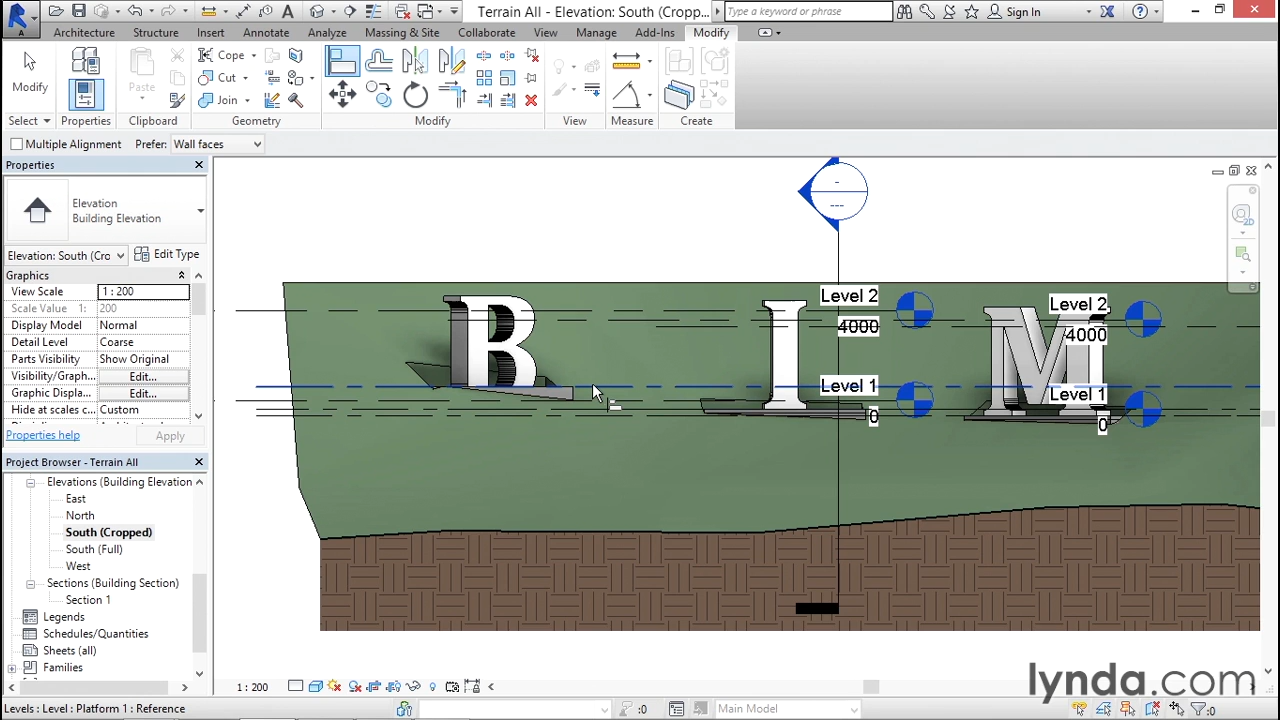 Terrain All - Elevation: South (Cropped...
Type a keyword or phrase
Sign In
A
Architecture
Structure
Insert
Annotate
Analyze
Massing & Site
Collaborate
View
Manage
Add-Ins
Modify
Modify
Paste
Cope
Cut
Join
Select
Properties
Clipboard
Geometry
Modify
View
Measure
Create
Multiple Alignment
Prefer:
Wall faces
Properties
Elevation
Building Elevation
Elevation: South (Cro
Edit Type
Graphics
View Scale
1 : 200
Scale Value 1:
200
Display Model
Normal
Detail Level
Coarse
Parts Visibility
Show Original
Visibility/Graph...
Edit...
Graphic Displa...
Edit...
Hide at scales c...
Custom
Properties help
Apply
Project Browser - Terrain All
Elevations (Building Elevation
East
North
South (Cropped)
South (Full)
West
Sections (Building Section)
Section 1
Legends
Schedules/Quantities
Sheets (all)
Families
B
I
M
Level 2
4000
Level 1
0
Level 2
4000
Level 1
0
2D
1 : 200
lynda.com
Levels : Level : Platform 1 : Reference
:0
Main Model
:0